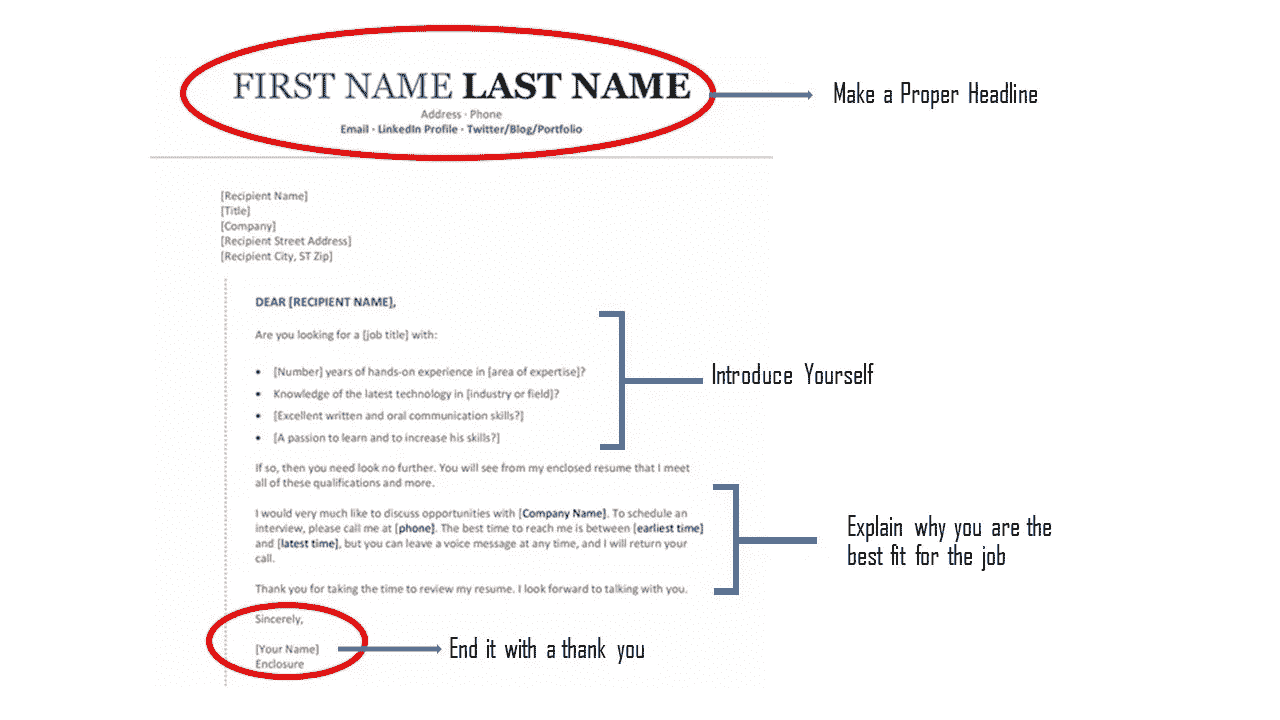 FIRST NAME LAST NAME
Make a Proper Headline
Address · Phone
Email · LinkedIn Profile · Twitter/Blog/Portfolio
[Recipient Name]
[Title]
[Company]
[Recipient Street Address]
[Recipient City, ST Zip]
DEAR [RECIPIENT NAME],
Are you looking for a [job title] with:
• [Number] years of hands-on experience in [area of expertise]?
• Knowledge of the latest technology in [industry or field]?
• [Excellent written and oral communication skills?]
• [A passion to learn and to increase his skills?]
Introduce Yourself
If so, then you need look no further. You will see from my enclosed resume that I meet
all of these qualifications and more.
I would very much like to discuss opportunities with [Company Name]. To schedule an
interview, please call me at [phone]. The best time to reach me is between [earliest time]
and [latest time], but you can leave a voice message at any time, and I will return your
call.
Thank you for taking the time to review my resume. I look forward to talking with you.
Explain why you are the
best fit for the job
Sincerely,
[Your Name]
Enclosure
End it with a thank you